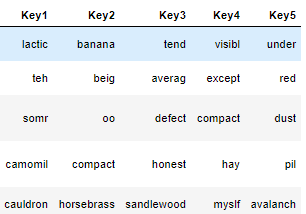 Key1 Key2 Key3 Key4 Key5
lactic banana tend visibl under
teh beig averag except red
somr oo defect compact dust
camomil compact honest hay pil
cauldron horsebrass sandlewood myslf avalanch